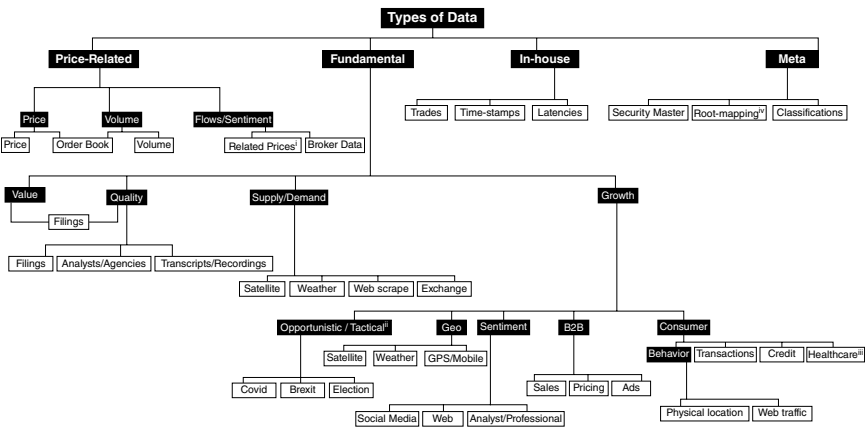 Types of Data
Price-Related Fundamental In-house Meta
Trades Time-stamps Latencies Security Master Root-mappingiv Classifications
Price Volume Flows/Sentiment
Price Order Book Volume Related Pricesi Broker Data
Value Quality Supply/Demand Growth
Filings
Filings Analysts/Agencies Transcripts/Recordings
Satellite Weather Web scrape Exchange
Opportunistic / Tacticalii Geo Sentiment B2B Consumer
Satellite Weather GPS/Mobile Behavior Transactions Credit Healthcareiii
Covid Brexit Election Sales Pricing Ads
Social Media Web Analyst/Professional Physical location Web traffic